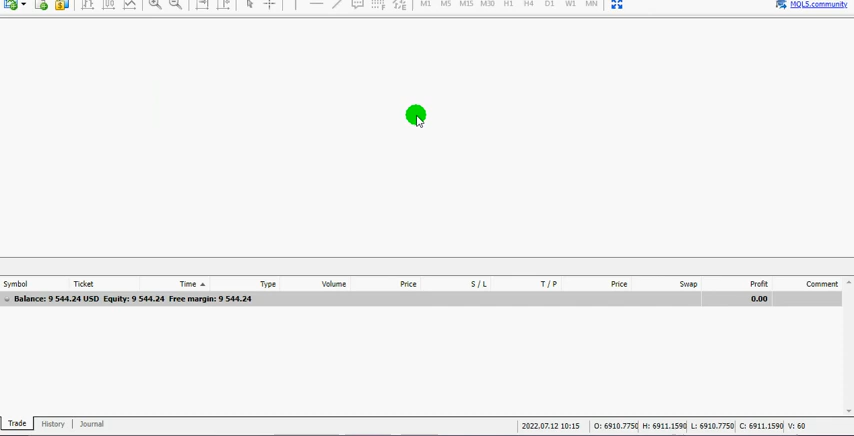 M1 M5 M15 M30 H1 H4 D1 W1 MN MQL5.community
Symbol Ticket Time Type Volume Price S / L T / P Price Swap Profit Comment
Balance: 9 544.24 USD Equity: 9 544.24 Free margin: 9 544.24 0.00
Trade History Journal 2022.07.12 10:15 O: 6910.7750 H: 6911.1590 L: 6910.7750 C: 6911.1590 V: 60